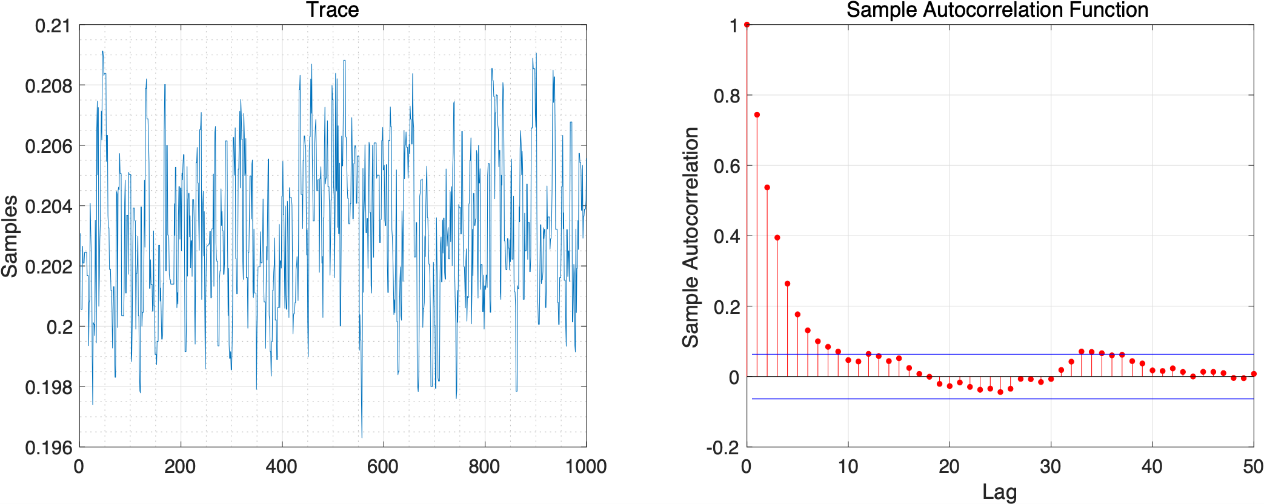 Trace
Samples
0.21
0.208
0.206
0.204
0.202
0.2
0.198
0.196
0 200 400 600 800 1000
Sample Autocorrelation Function
Sample Autocorrelation
1
0.8
0.6
0.4
0.2
0
-0.2
0 10 20 30 40 50
Lag